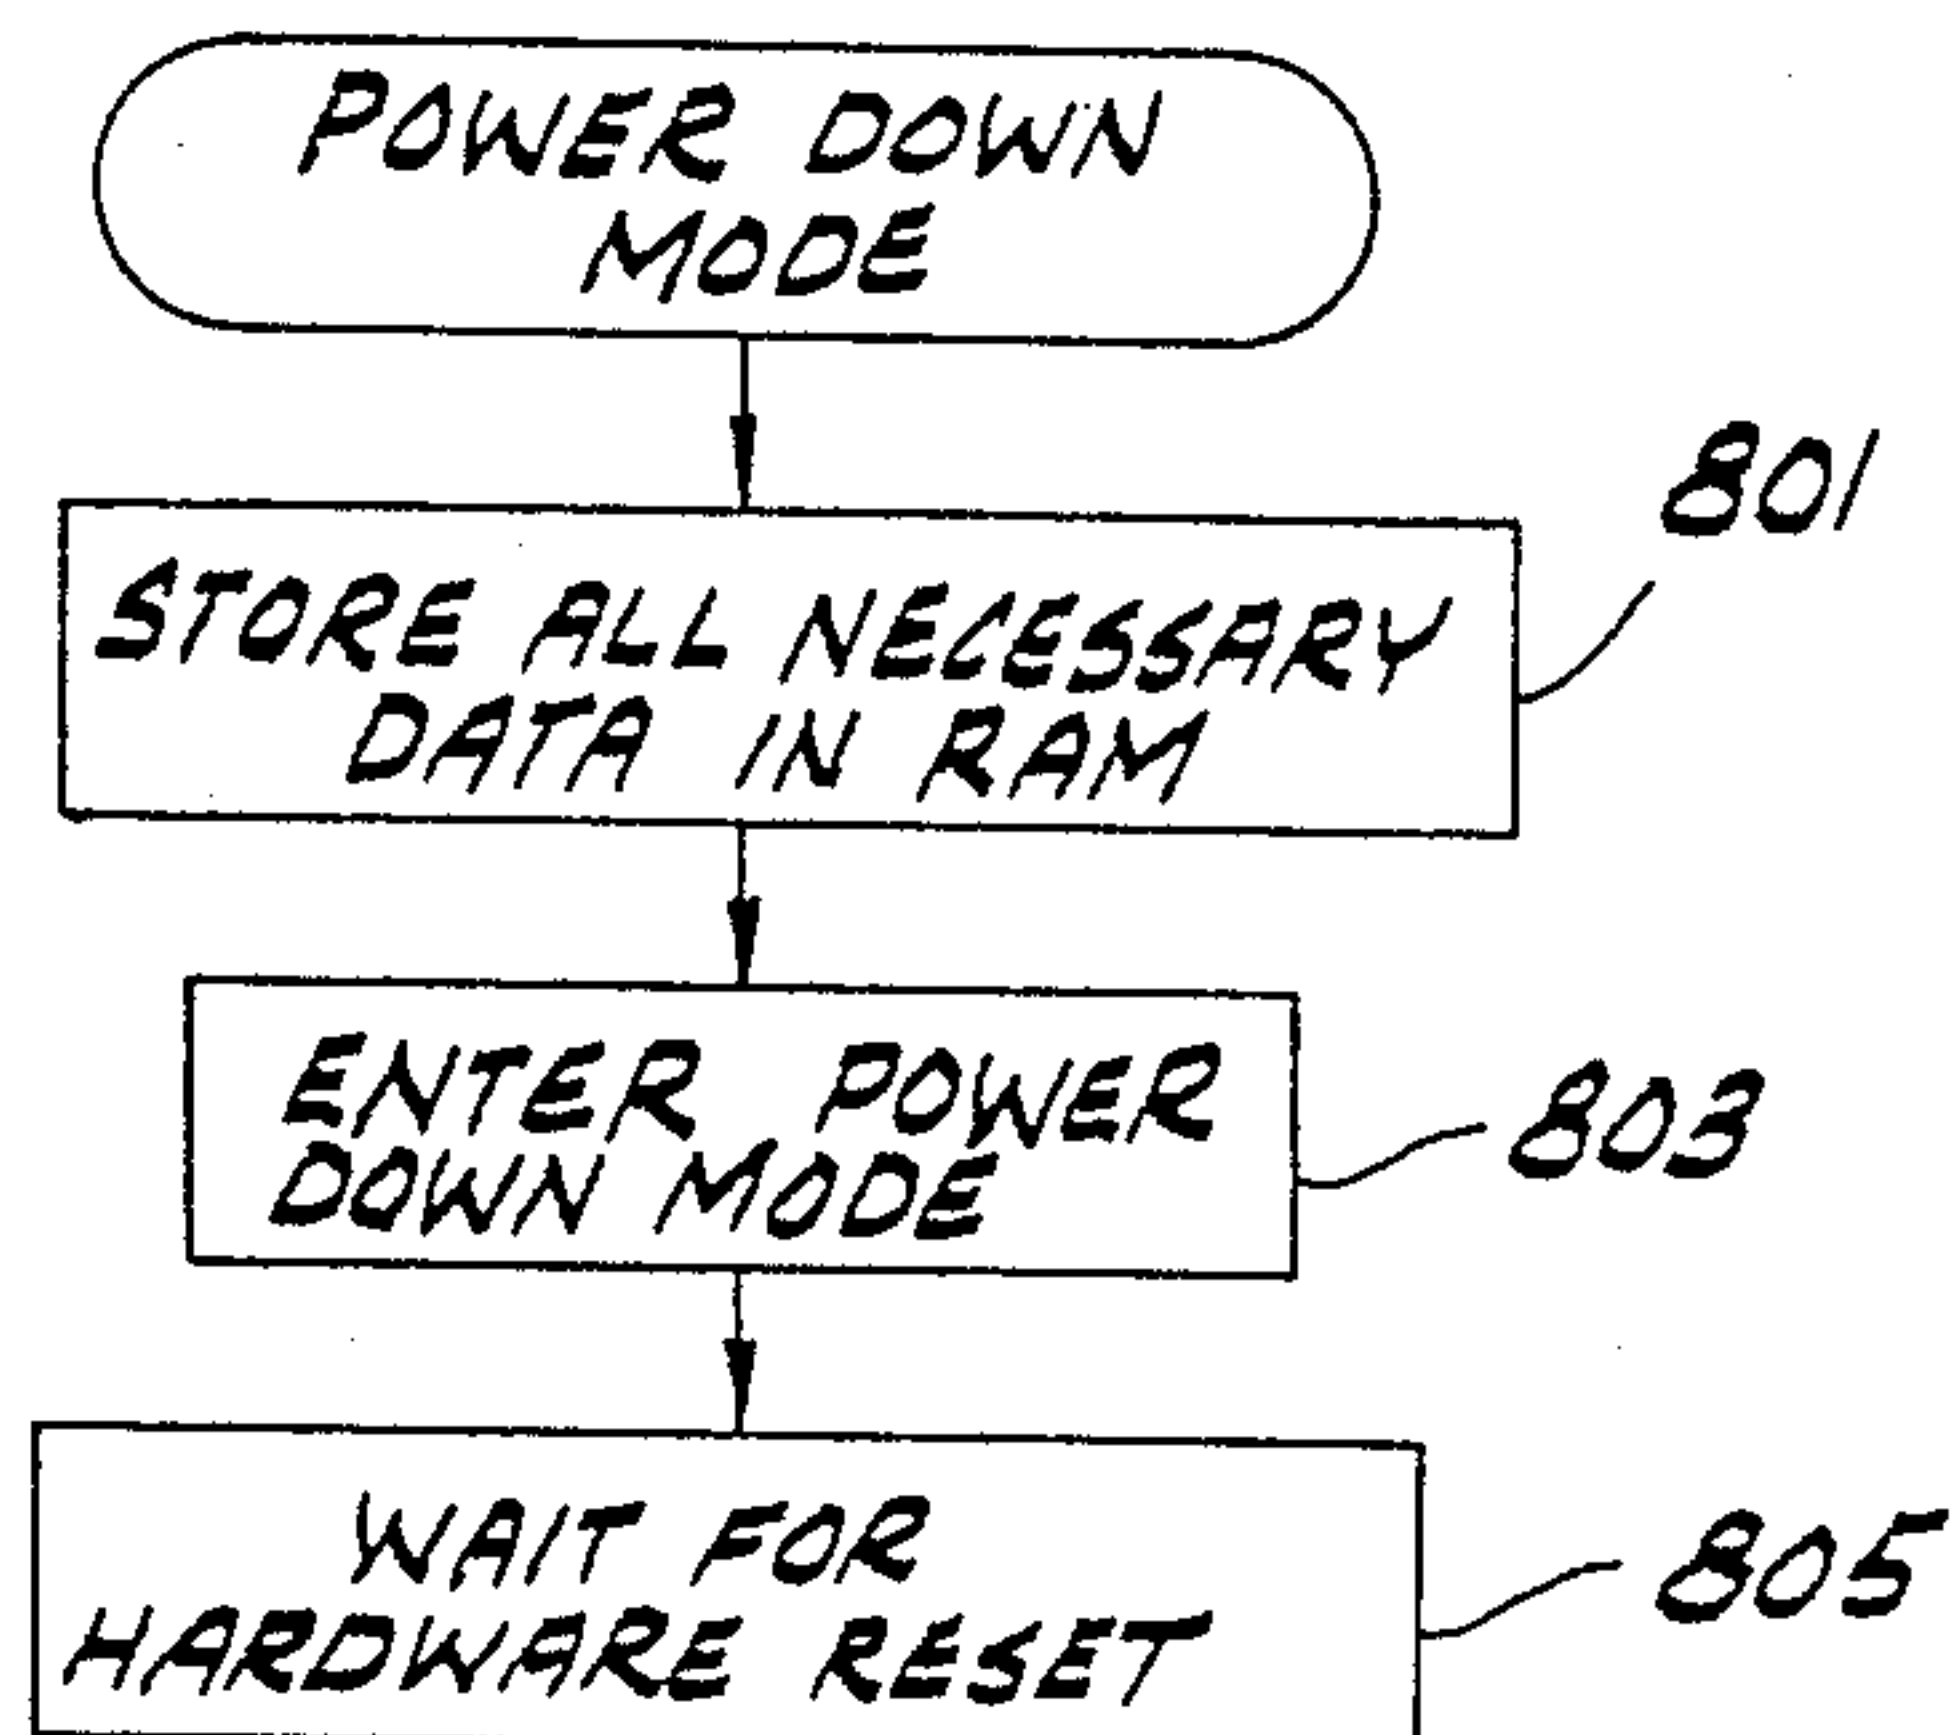 POWER DOWN
MODE
801
STORE ALL NECESSARY
DATA IN RAM
ENTER POWER
DOWN MODE
803
WAIT FOR
HARDWARE RESET
805